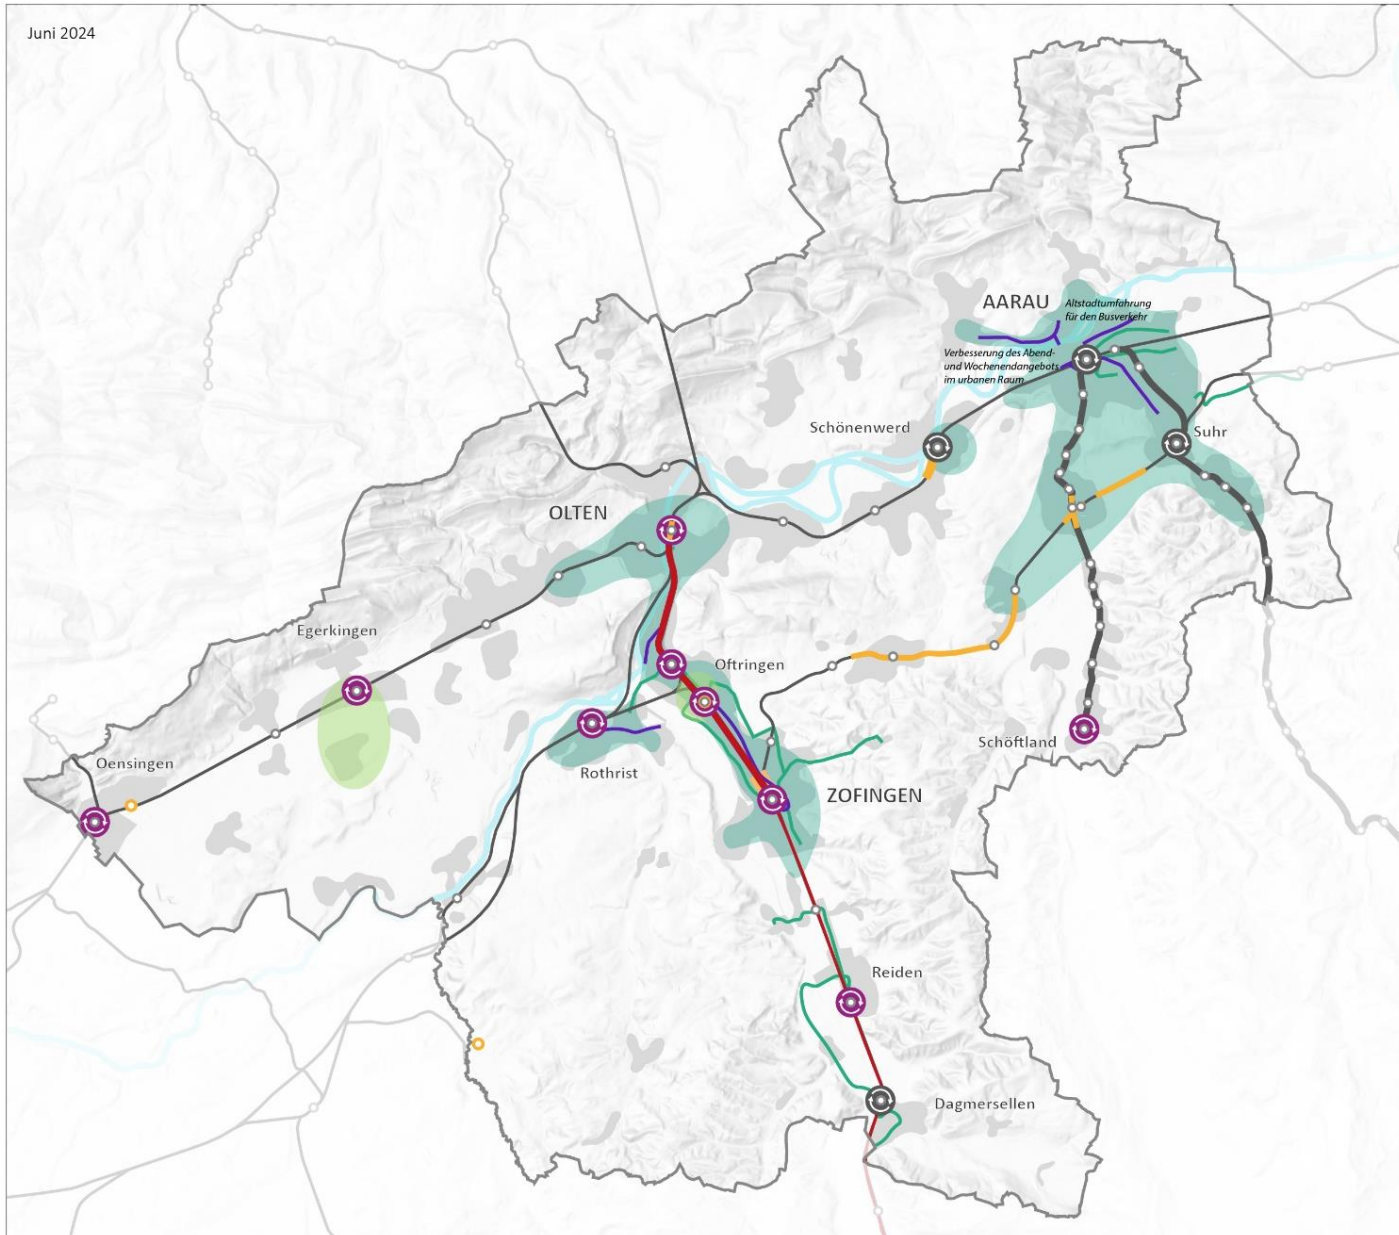 Juni 2024
AARAU
Altstadtumfahrung
für den Busverkehr
Verbesserung des Abend-
und Wochenendangebots
im urbanen Raum
Schönenwerd
Suhr
OLTEN
Egerkingen
Oftringen
Schöftland
Oensingen
Rothrist
ZOFINGEN
Reiden
Dagmersellen